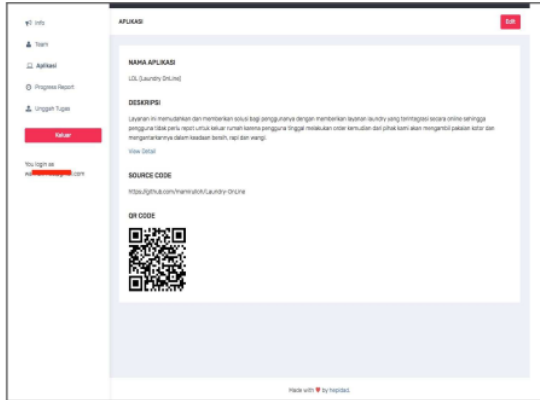 Info
Team
Aplikasi
Progress Report
Unggah Tugas
Keluar
You login as
.com
APLIKASI
Edit
NAMA APLIKASI
LOL (Laundry OnLine)
DESKRIPSI
Layanan ini memudahkan dan memberikan solusi bagi penggunanya dengan memberikan layanan laundry yang terintegrasi secara online sehingga
pengguna tidak perlu repot untuk keluar rumah karena pengguna tinggal melakukan order kemudian dari pihak kami akan mengambil pakaian kotor dan
mengantarkannya dalam keadaan bersih, rapi dan wangi.
View Detail
SOURCE CODE
QR CODE
Made with ❤ by hepidad.